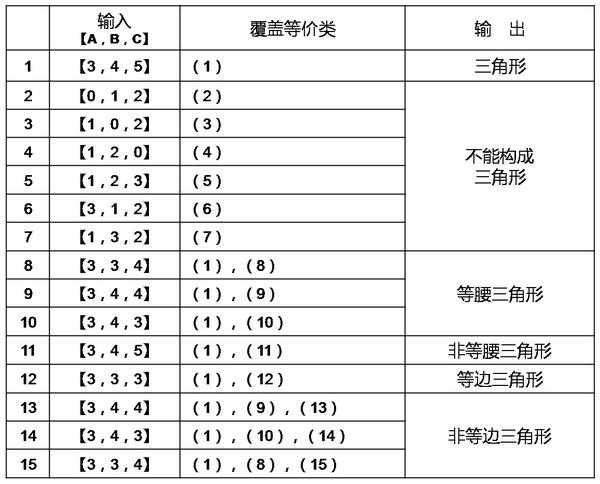 输入
【A，B，C】
覆盖等价类
输 出
1 【3，4，5】 （1） 三角形
2 【0，1，2】 （2）
3 【1，0，2】 （3）
4 【1，2，0】 （4）
不能构成
三角形
5 【1，2，3】 （5）
6 【3，1，2】 （6）
7 【1，3，2】 （7）
8 【3，3，4】 （1），（8）
9 【3，4，4】 （1），（9） 等腰三角形
10 【3，4，3】 （1），（10）
11 【3，4，5】 （1），（11） 非等腰三角形
12 【3，3，3】 （1），（12） 等边三角形
13 【3，4，4】 （1），（9），（13）
14 【3，4，3】 （1），（10），（14） 非等边三角形
15 【3，3，4】 （1），（8），（15）